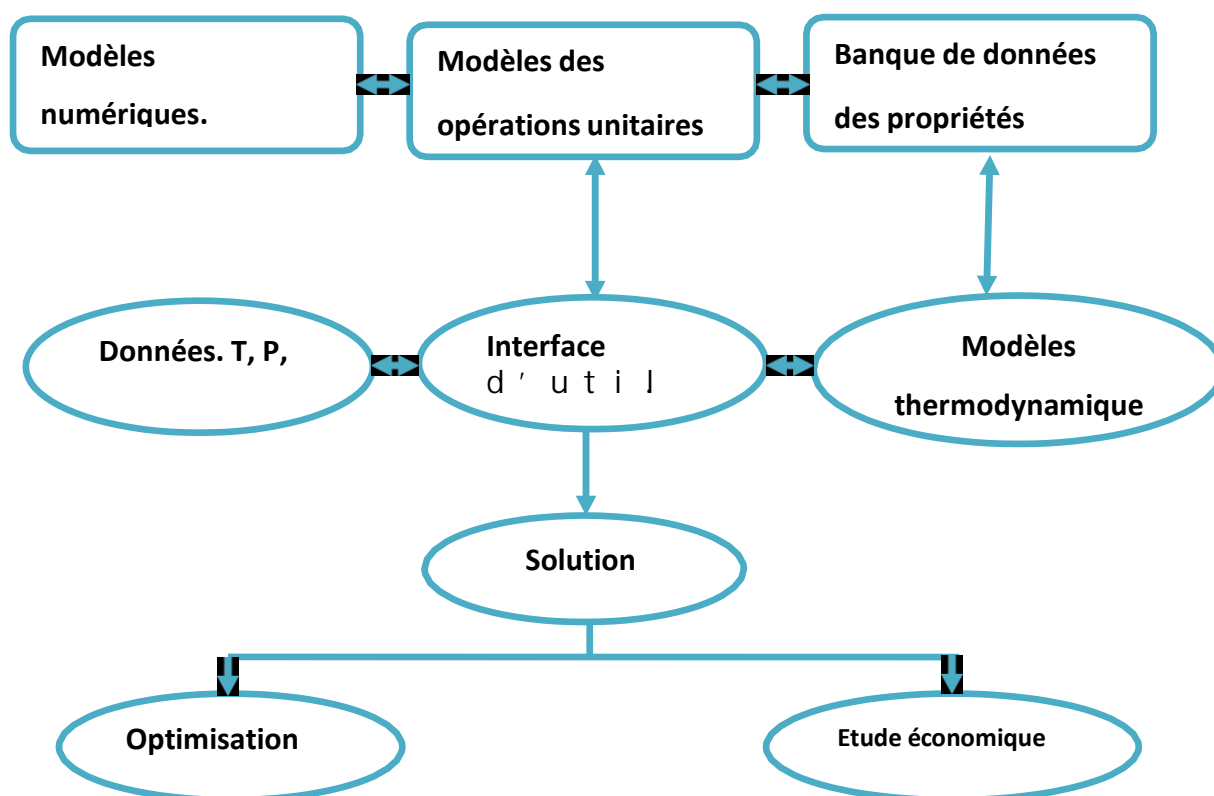 Modèles
numériques.
Modèles des
opérations unitaires
Banque de données
des propriétés
Données. T, P,
Interface
d' util
Modèles
thermodynamique
Solution
Optimisation
Etude économique